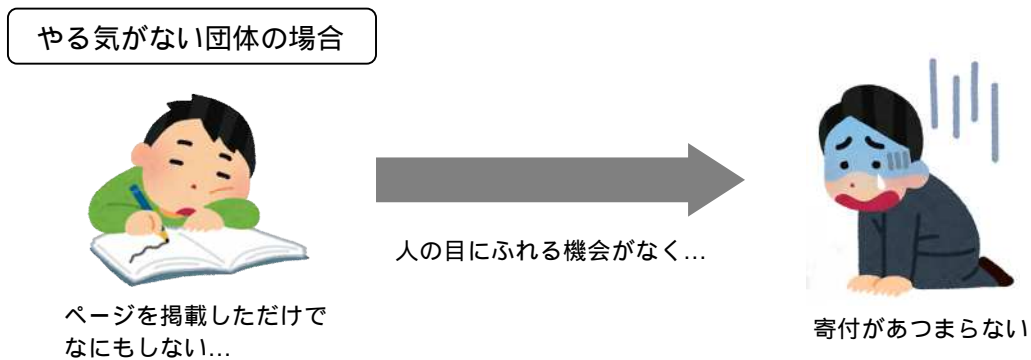 やる気がない団体の場合
人の目にふれる機会がなく...
ページを掲載しただけで
なにもしない...
寄付があつまらない